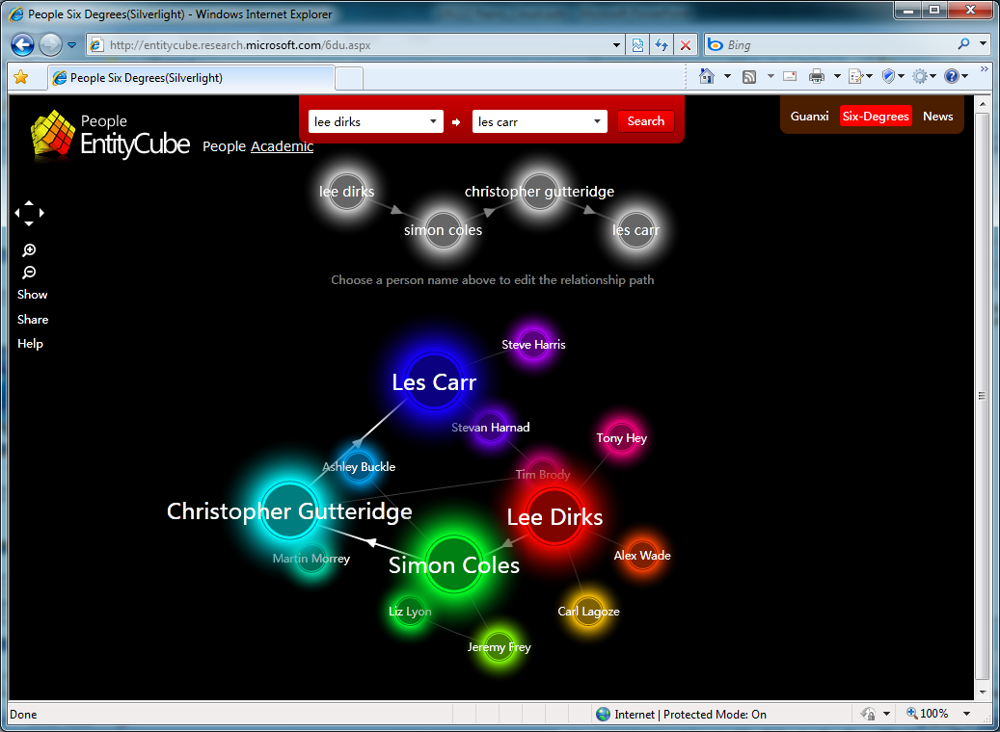 People Six Degrees(Silverlight) - Windows Internet Explorer
http://entitycube.research.microsoft.com/6du.aspx
Bing
People Six Degrees(Silverlight)
People
EntityCube
People Academic
lee dirks
les carr
Search
Guanxi
Six-Degrees
News
lee dirks
christopher gutteridge
simon coles
les carr
Choose a person name above to edit the relationship path
Show
Share
Help
Steve Harris
Les Carr
Stevan Harnad
Tony Hey
Ashley Buckle
Tim Brody
Christopher Gutteridge
Lee Dirks
Martin Morrey
Simon Coles
Alex Wade
Liz Lyon
Carl Lagoze
Jeremy Frey
Done
Internet | Protected Mode: On
100%